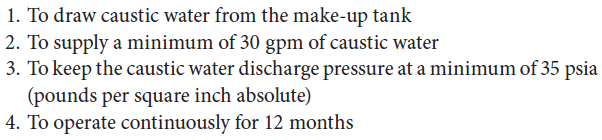 1. To draw caustic water from the make-up tank
2. To supply a minimum of 30 gpm of caustic water
3. To keep the caustic water discharge pressure at a minimum of 35 psia
(pounds per square inch absolute)
4. To operate continuously for 12 months